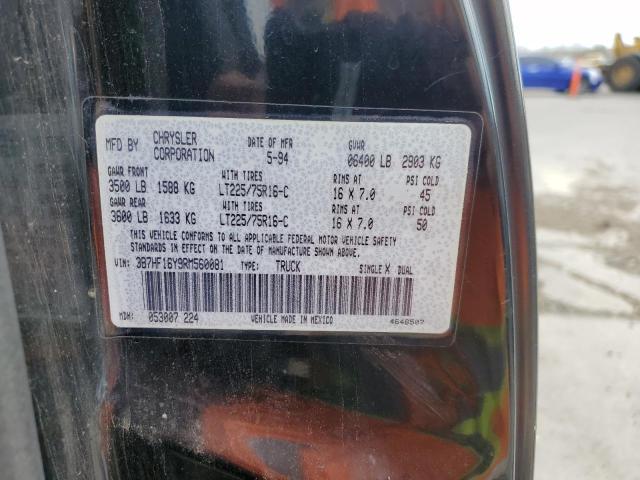 MFD BY CHRYSLER CORPORATION DATE OF MFR 5-94 GVWR 06400 LB 2903 KG
GAWR FRONT WITH TIRES RIMS AT PSI COLD
3500 LB 1588 KG LT225/75R16-C 16 X 7.0 45
GAWR REAR WITH TIRES RIMS AT PSI COLD
3600 LB 1633 KG LT225/75R16-C 16 X 7.0 50
THIS VEHICLE CONFORMS TO ALL APPLICABLE FEDERAL MOTOR VEHICLE SAFETY
STANDARDS IN EFFECT ON THE DATE OF MANUFACTURE SHOWN ABOVE.
VIN: 3B7HF16Y9RM560081 TYPE: TRUCK SINGLE X DUAL
MDH: 053007 224 VEHICLE MADE IN MEXICO 4648507